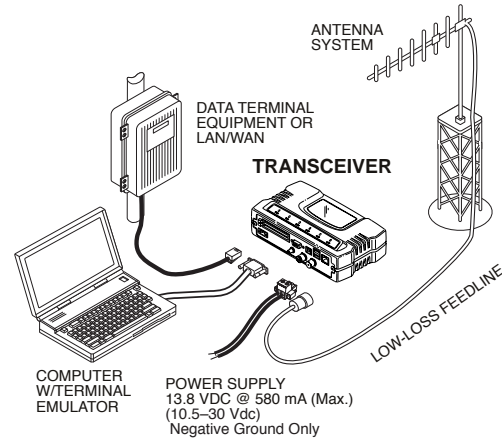 ANTENNA
SYSTEM
DATA TERMINAL
EQUIPMENT OR
LAN/WAN
TRANSCEIVER
LOW-LOSS FEEDLINE
COMPUTER
W/TERMINAL
EMULATOR
POWER SUPPLY
13.8 VDC @ 580 mA (Max.)
(10.5–30 Vdc)
Negative Ground Only